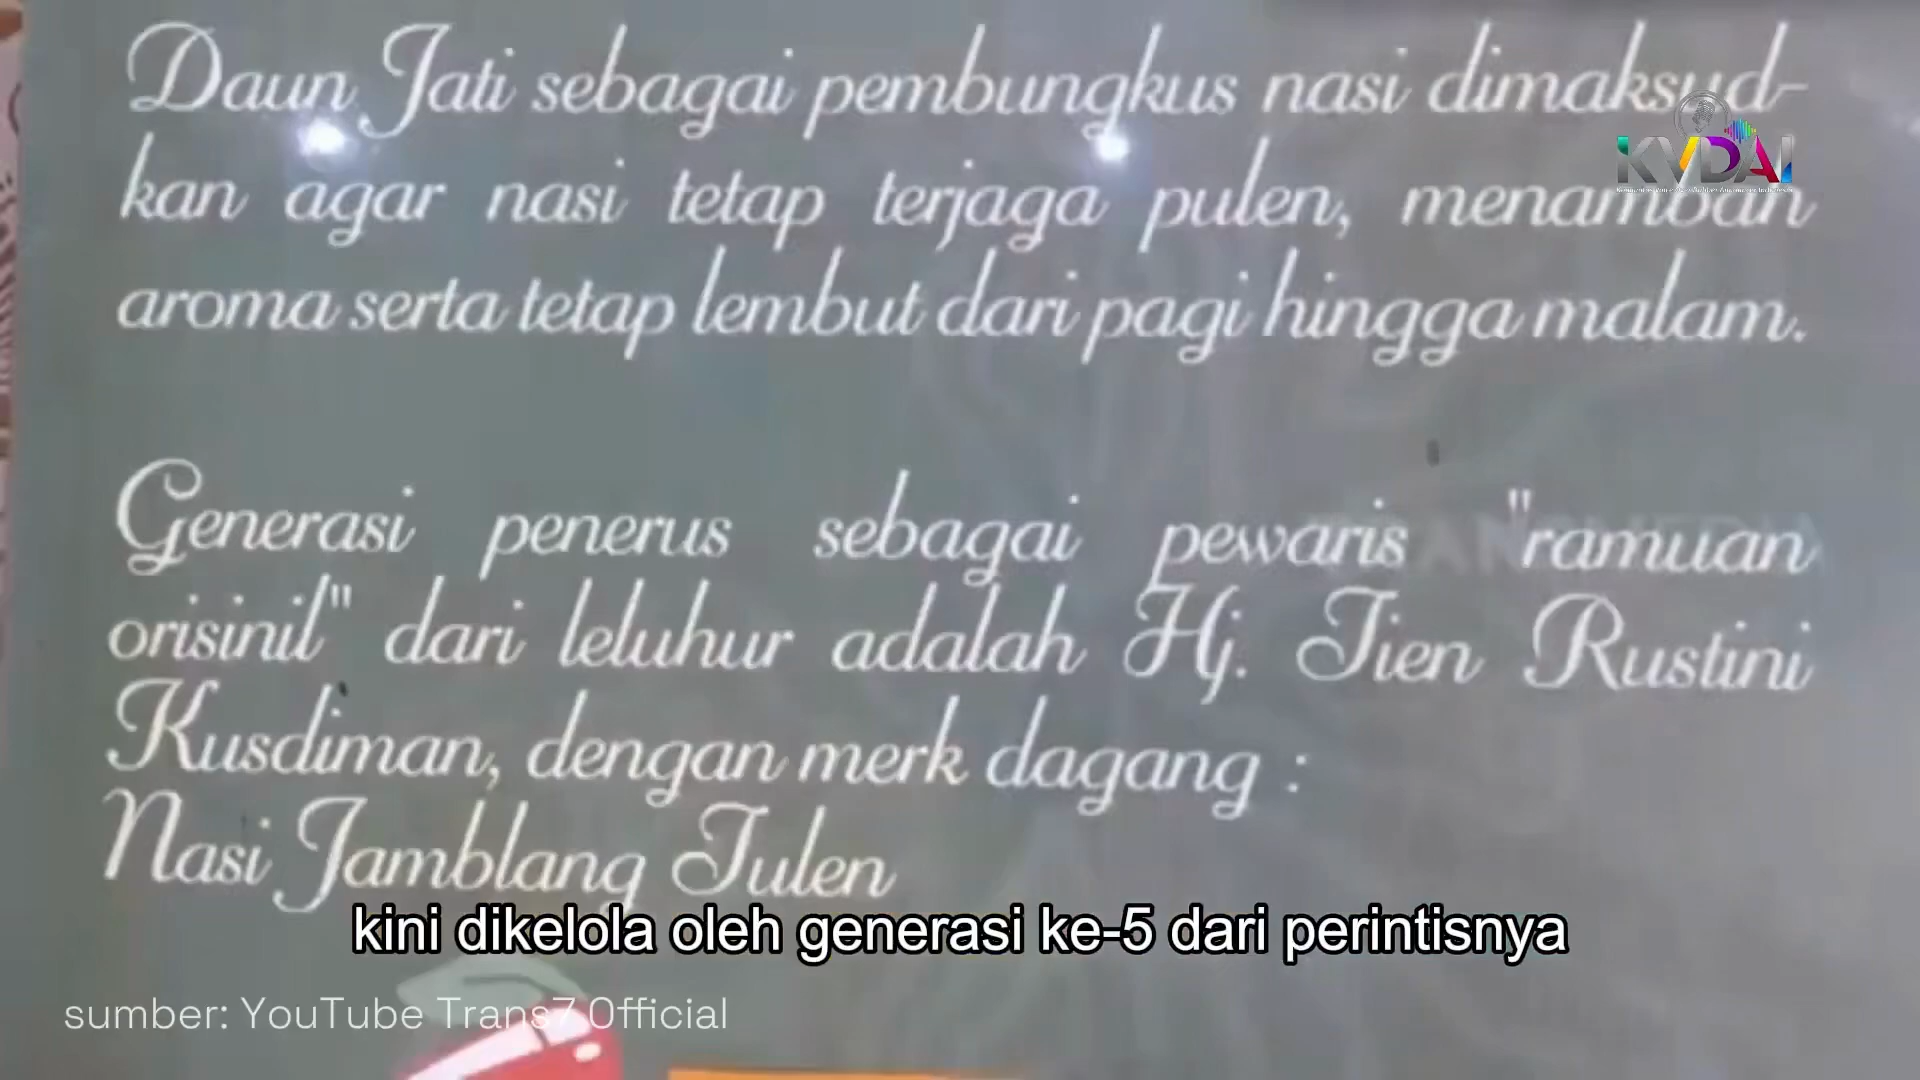 Daun Jati sebagai pembungkus nasi dimaksud-
kan agar nasi tetap terjaga pulen, menambah
aroma serta tetap lembut dari pagi hingga malam.
Generasi penerus sebagai pewaris "ramuan
orisinil" dari leluhur adalah Hj. Tien Rustini
Kusdiman, dengan merk dagang :
Nasi Jamblang Tulen
kini dikelola oleh generasi ke-5 dari perintisnya
sumber: YouTube Trans7 Official
KVDAI